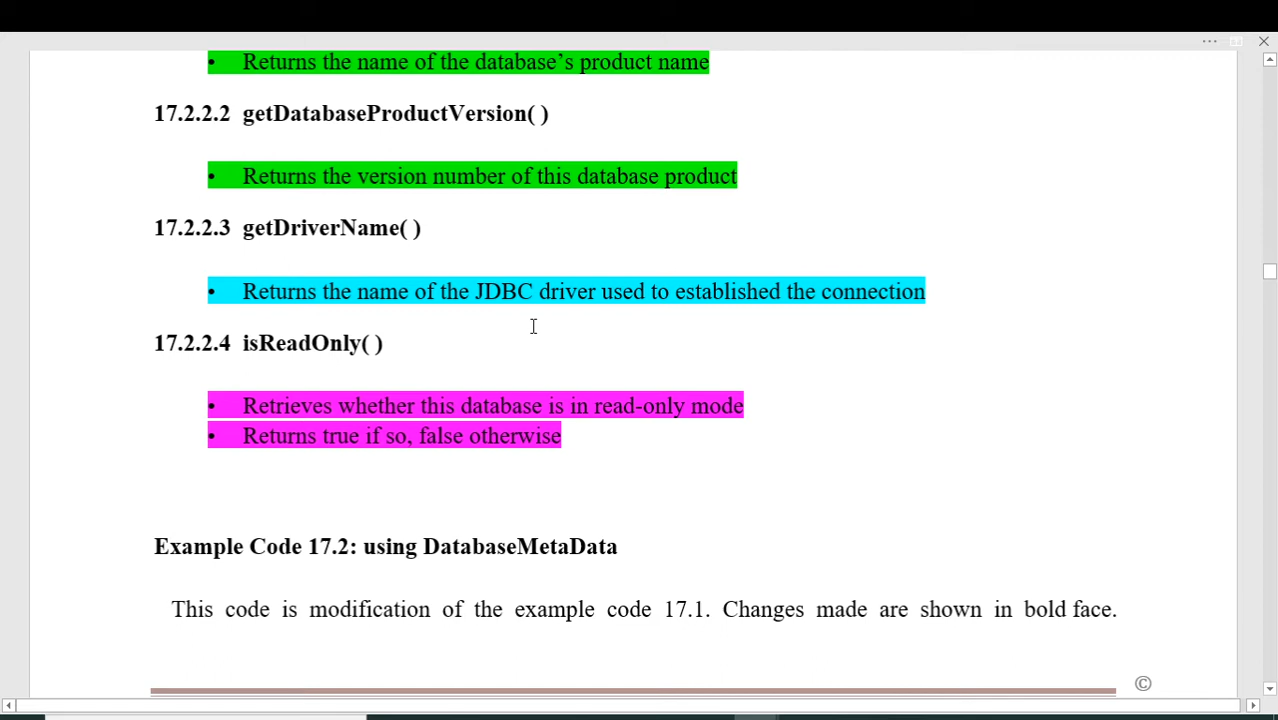 • Returns the name of the database’s product name
17.2.2.2 getDatabaseProductVersion( )
• Returns the version number of this database product
17.2.2.3 getDriverName( )
• Returns the name of the JDBC driver used to established the connection
17.2.2.4 isReadOnly( )
• Retrieves whether this database is in read-only mode
• Returns true if so, false otherwise
Example Code 17.2: using DatabaseMetaData
This code is modification of the example code 17.1. Changes made are shown in bold face.
©